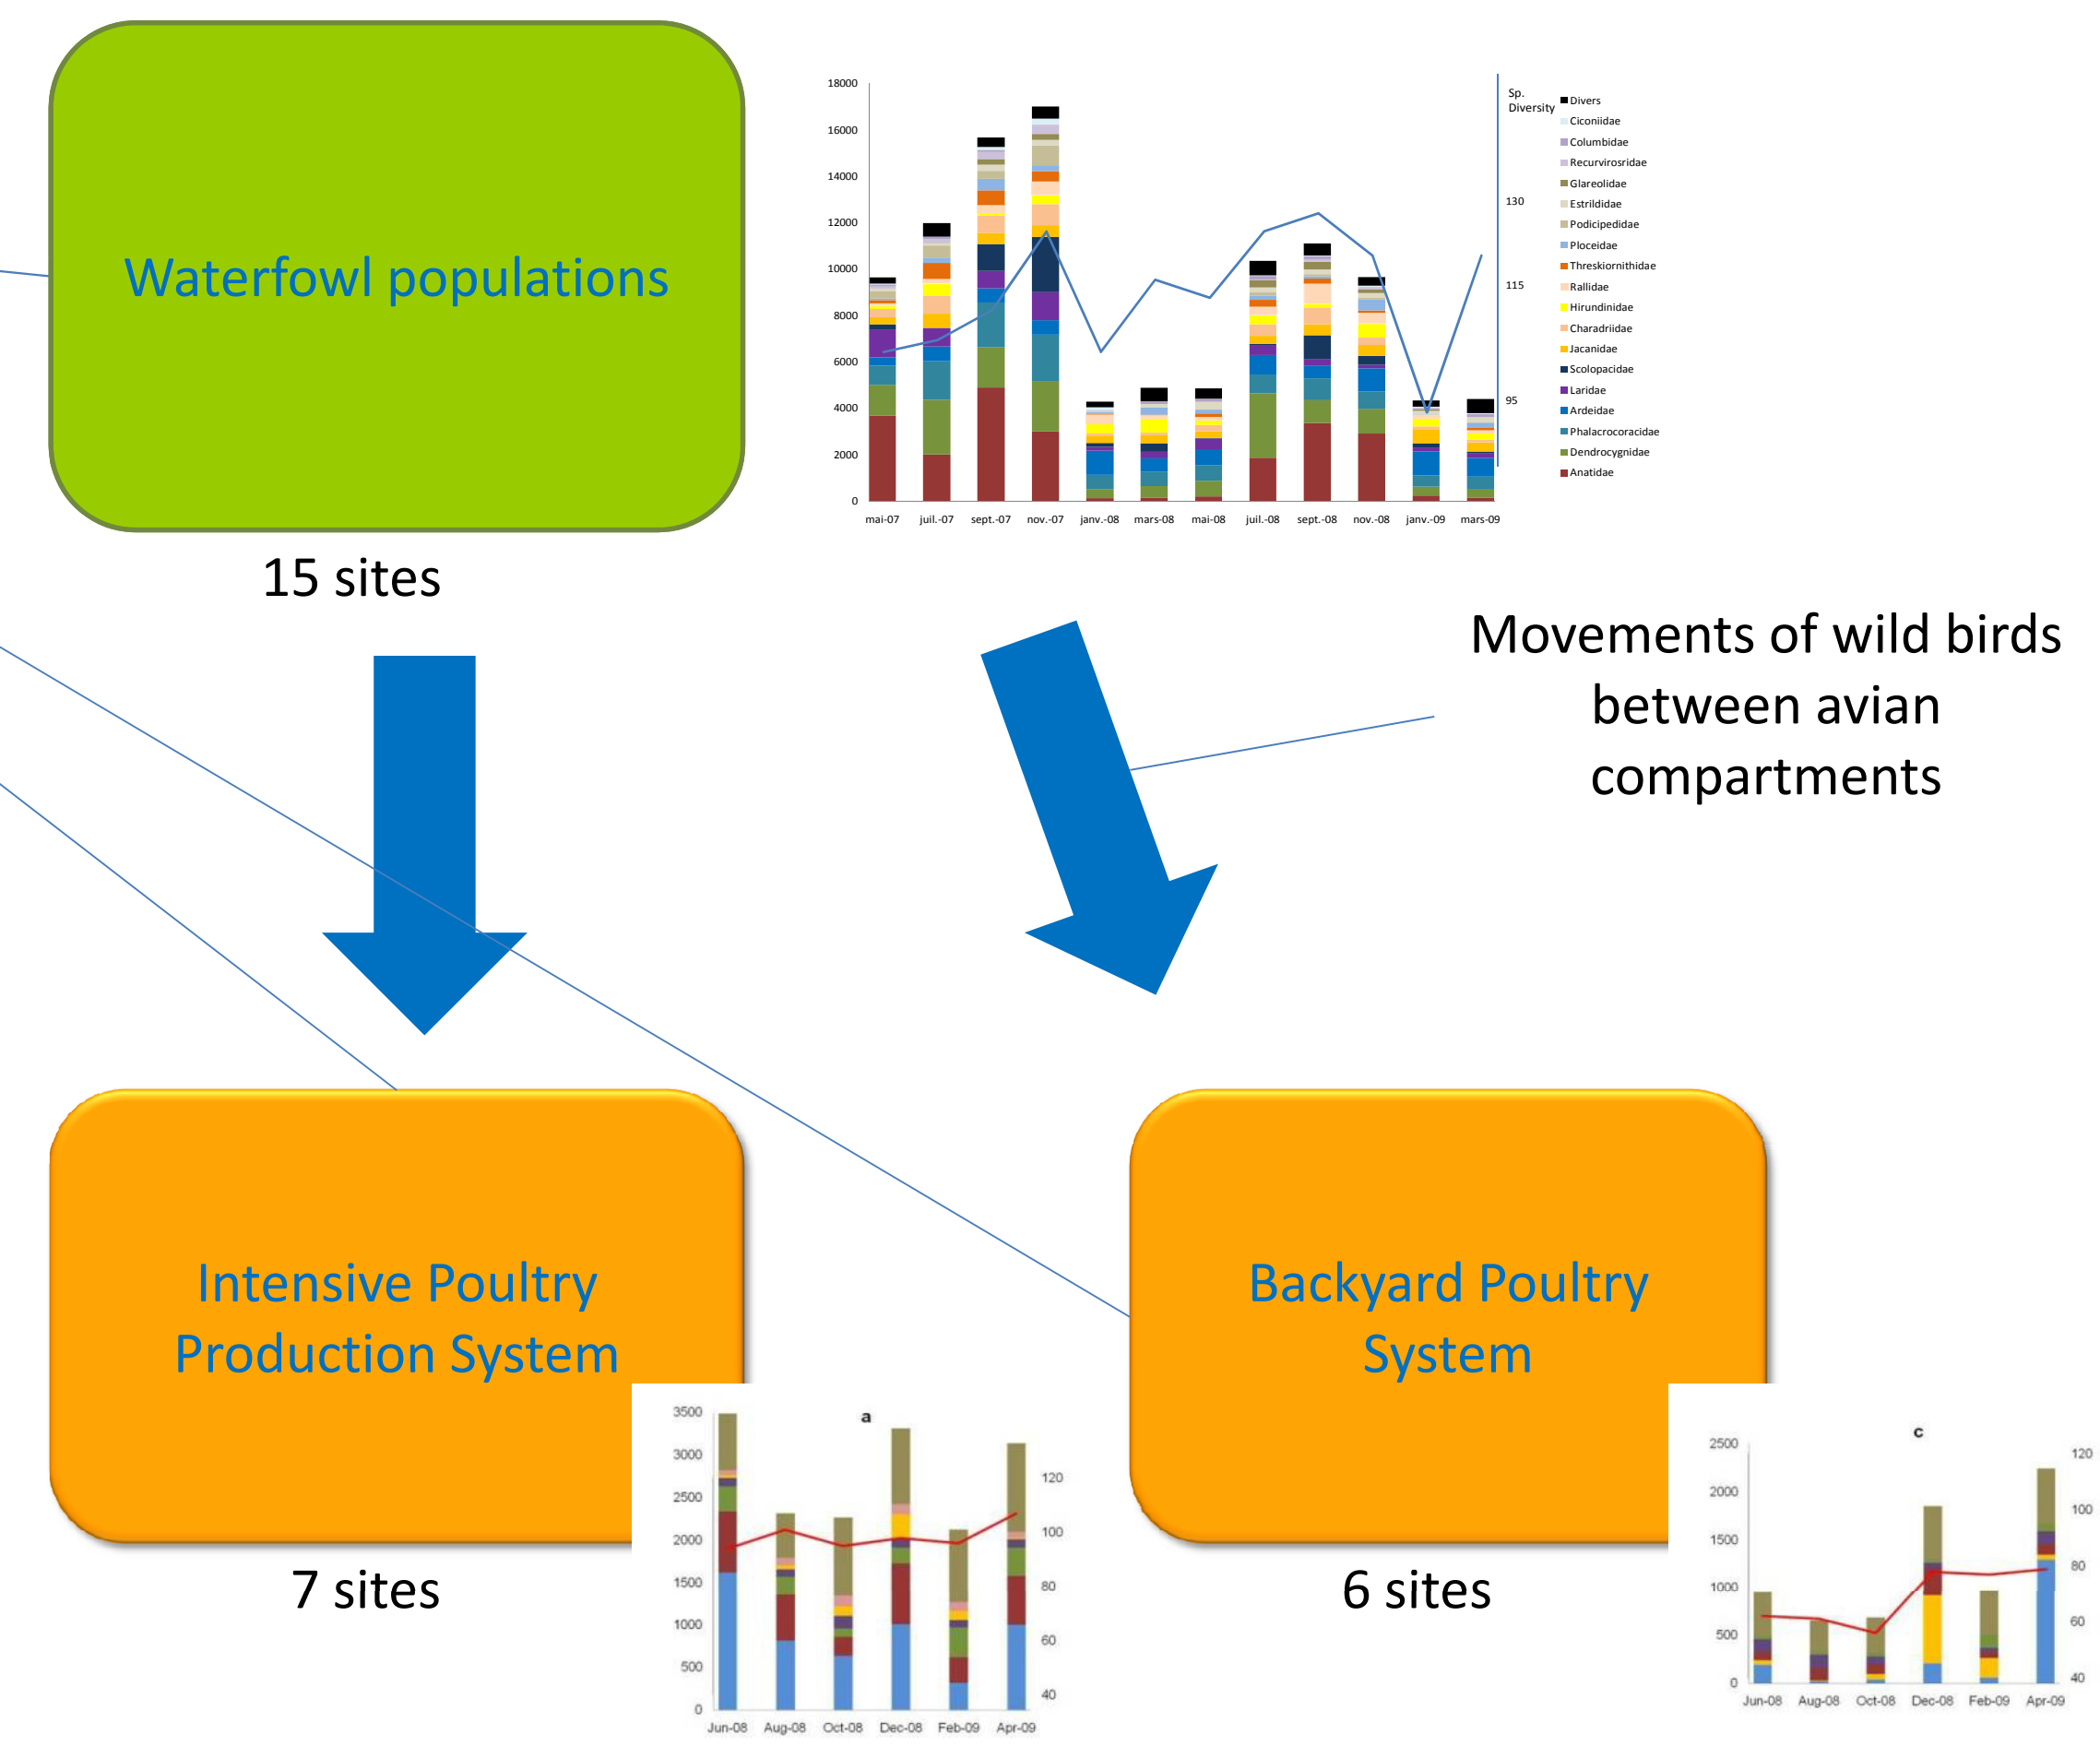 Waterfowl populations
15 sites
18000
16000
14000
12000
10000
8000
6000
4000
2000
0
mai-07 juil.-07 sept.-07 nov.-07 janv.-08 mars-08 mai-08 juil.-08 sept.-08 nov.-08 janv.-09 mars-09
Sp.
Diversity
130
115
95
Divers
Ciconiidae
Columbidae
Recurvirosridae
Glareolidae
Estrildidae
Podicipedidae
Ploceidae
Threskiornithidae
Rallidae
Hirundinidae
Charadriidae
Jacanidae
Scolopacidae
Laridae
Ardeidae
Phalacrocoracidae
Dendrocygnidae
Anatidae
Movements of wild birds
between avian
compartments
Intensive Poultry
Production System
7 sites
a
3500
3000
2500
2000
1500
1000
500
0
120
100
80
60
40
Jun-08 Aug-08 Oct-08 Dec-08 Feb-09 Apr-09
Backyard Poultry
System
6 sites
c
2500
2000
1500
1000
500
0
120
100
80
60
40
Jun-08 Aug-08 Oct-08 Dec-08 Feb-09 Apr-09